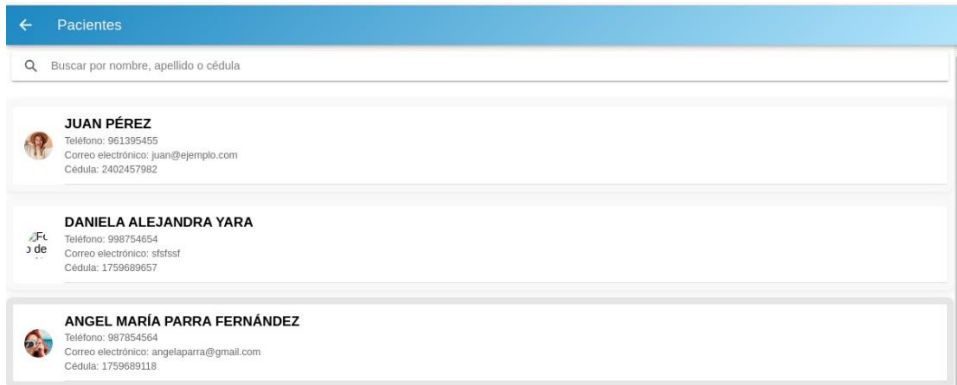 Pacientes
Buscar por nombre, apellido o cédula
JUAN PÉREZ
Teléfono: 961395455
Correo electrónico: juan@ejemplo.com
Cédula: 2402457982
DANIELA ALEJANDRA YARA
Teléfono: 998754654
Correo electrónico: sfsfssf
Cédula: 1759689657
ANGEL MARÍA PARRA FERNÁNDEZ
Teléfono: 987854564
Correo electrónico: angelaparra@gmail.com
Cédula: 1759689118